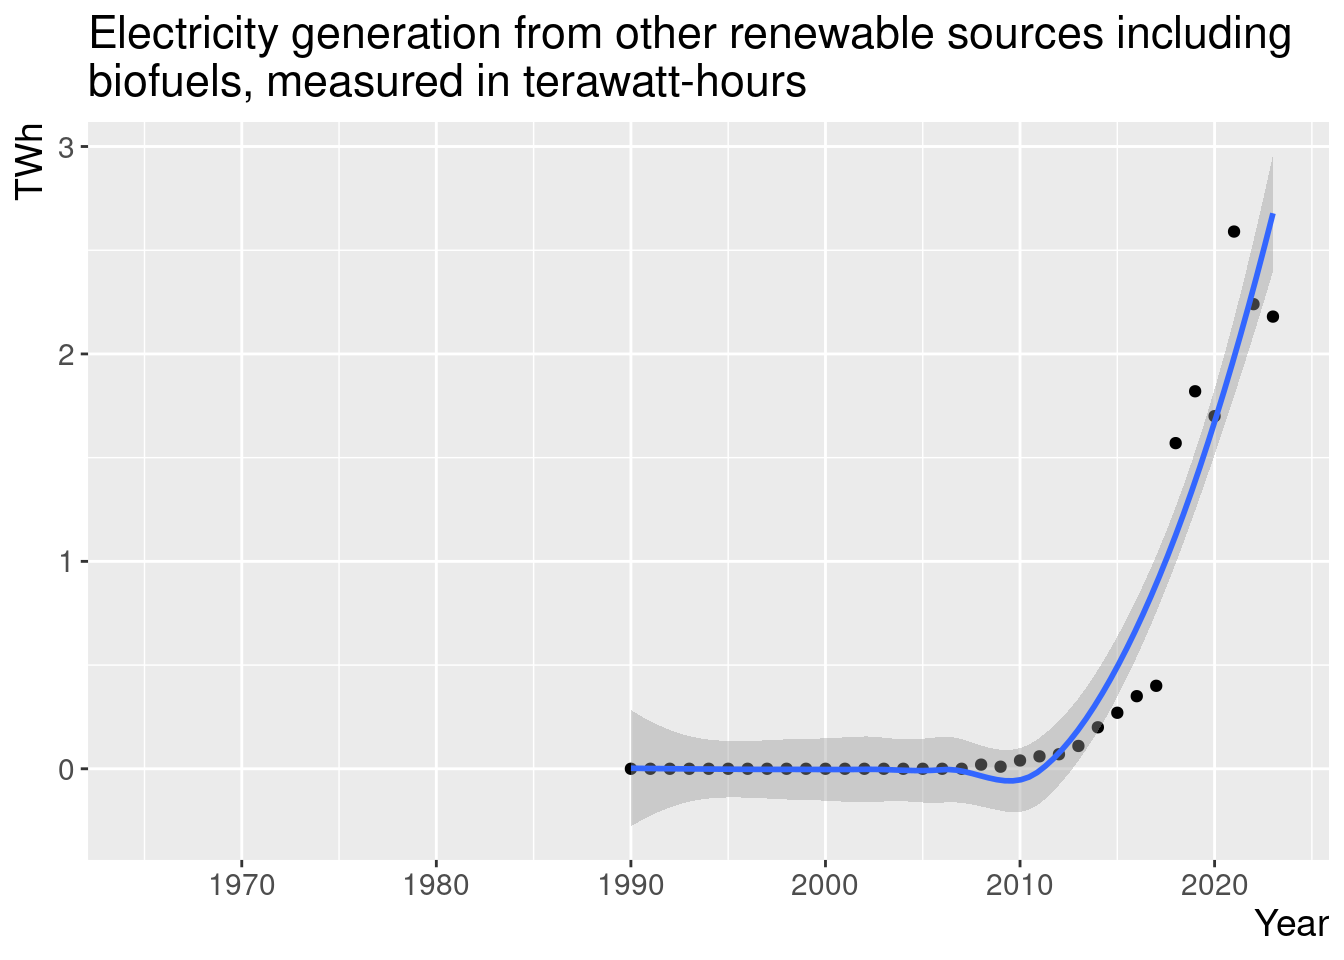 Electricity generation from other renewable sources including
biofuels, measured in terawatt-hours
TWh
3
2
1
0
1970 1980 1990 2000 2010 2020
Year